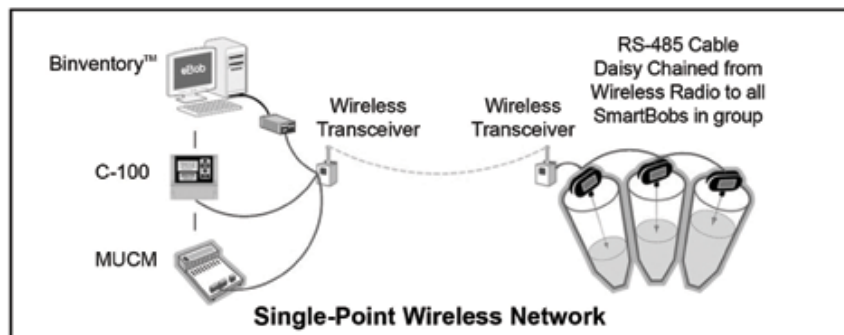 Binventory™
eBob
C-100
MUCM
Wireless
Transceiver
Wireless
Transceiver
RS-485 Cable
Daisy Chained from
Wireless Radio to all
SmartBobs in group
Single-Point Wireless Network